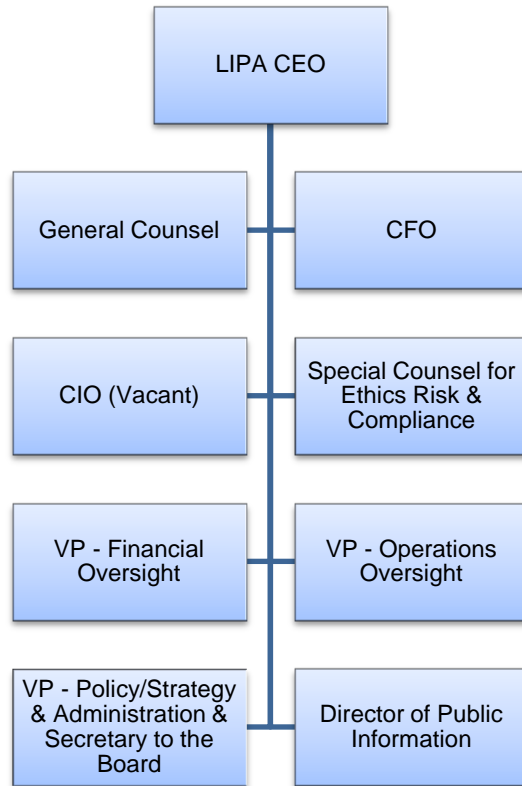 LIPA CEO
General Counsel
CFO
CIO (Vacant)
Special Counsel for
Ethics Risk &
Compliance
VP - Financial
Oversight
VP - Operations
Oversight
VP - Policy/Strategy
& Administration &
Secretary to the
Board
Director of Public
Information